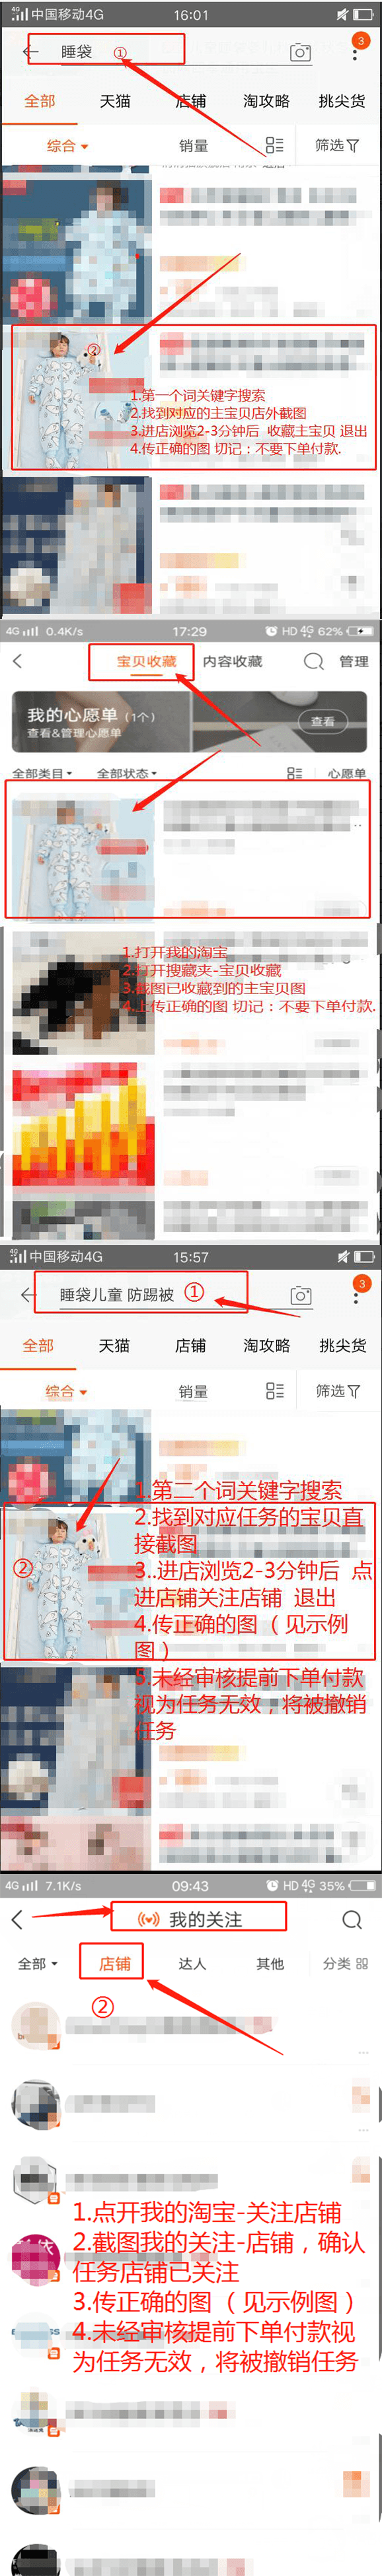 4G 中国移动4G 16:01
睡袋 ①
3
全部 天猫 店铺 淘攻略 挑尖货
综合 销量 筛选
②
1.第一个词关键字搜索
2.找到对应的主宝贝店外截图
3.进店浏览2-3分钟后 收藏主宝贝 退出
4.传正确的图 切记：不要下单付款.
4G 0.4K/s 17:29 HD 4G 62%
宝贝收藏 内容收藏 管理
我的心愿单（1个）
查看&管理心愿单
查看
全部类目 全部状态 心愿单
1.打开我的淘宝
2.打开搜藏夹-宝贝收藏
3.截图已收藏到的主宝贝图
4.上传正确的图 切记：不要下单付款.
4G 中国移动4G 15:57
睡袋儿童 防踢被 ①
3
全部 天猫 店铺 淘攻略 挑尖货
综合 销量 筛选
②
1.第二个词关键字搜索
2.找到对应任务的宝贝直
接截图
3..进店浏览2-3分钟后 点
进店铺关注店铺 退出
4.传正确的图（见示例
图）
5.未经审核提前下单付款
视为任务无效，将被撤销
任务
4G 7.1K/s 09:43 HD 4G 35%
我的关注
全部 店铺 达人 其他 分类
②
1.点开我的淘宝-关注店铺
2.截图我的关注-店铺，确认
任务店铺已关注
3.传正确的图（见示例图）
4.未经审核提前下单付款视
为任务无效，将被撤销任务